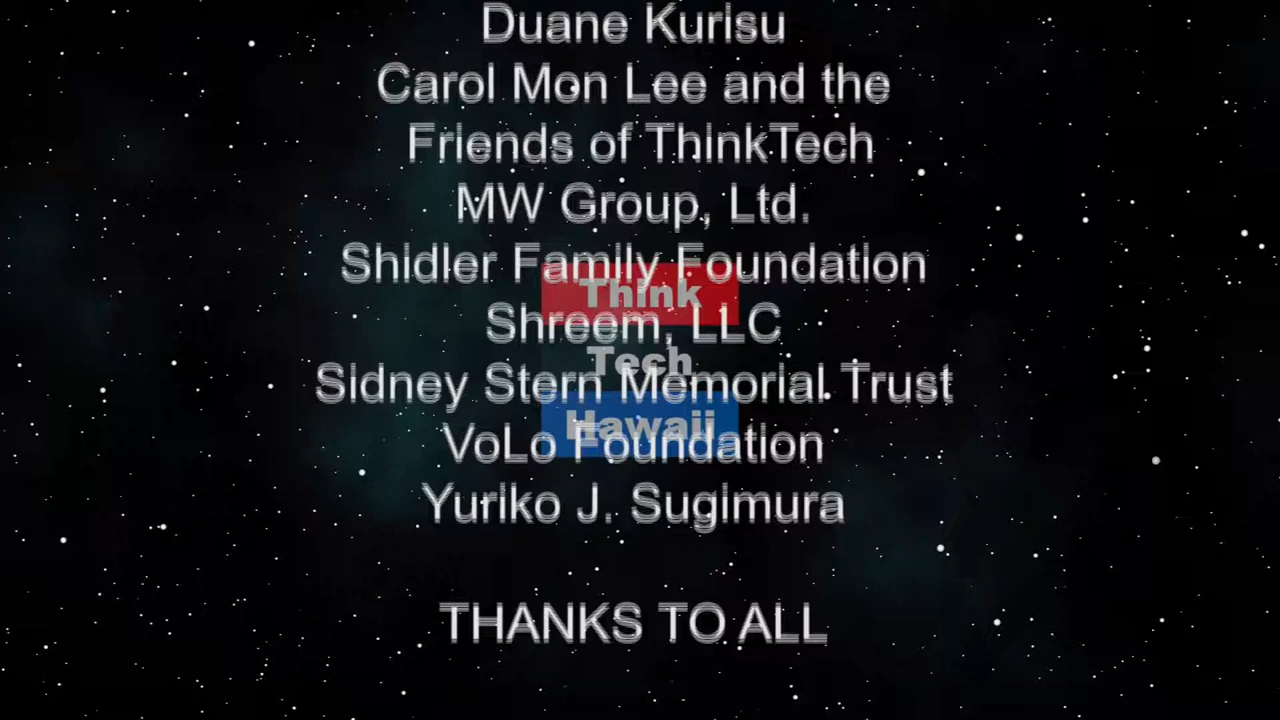 Duane Kurisu
Carol Mon Lee and the
Friends of ThinkTech
MW Group, Ltd.
Shidler Family Foundation
Think
Shreem, LLC
Tech
Sidney Stern Memorial Trust
Hawaii
VoLo Foundation
Yuriko J. Sugimura
THANKS TO ALL